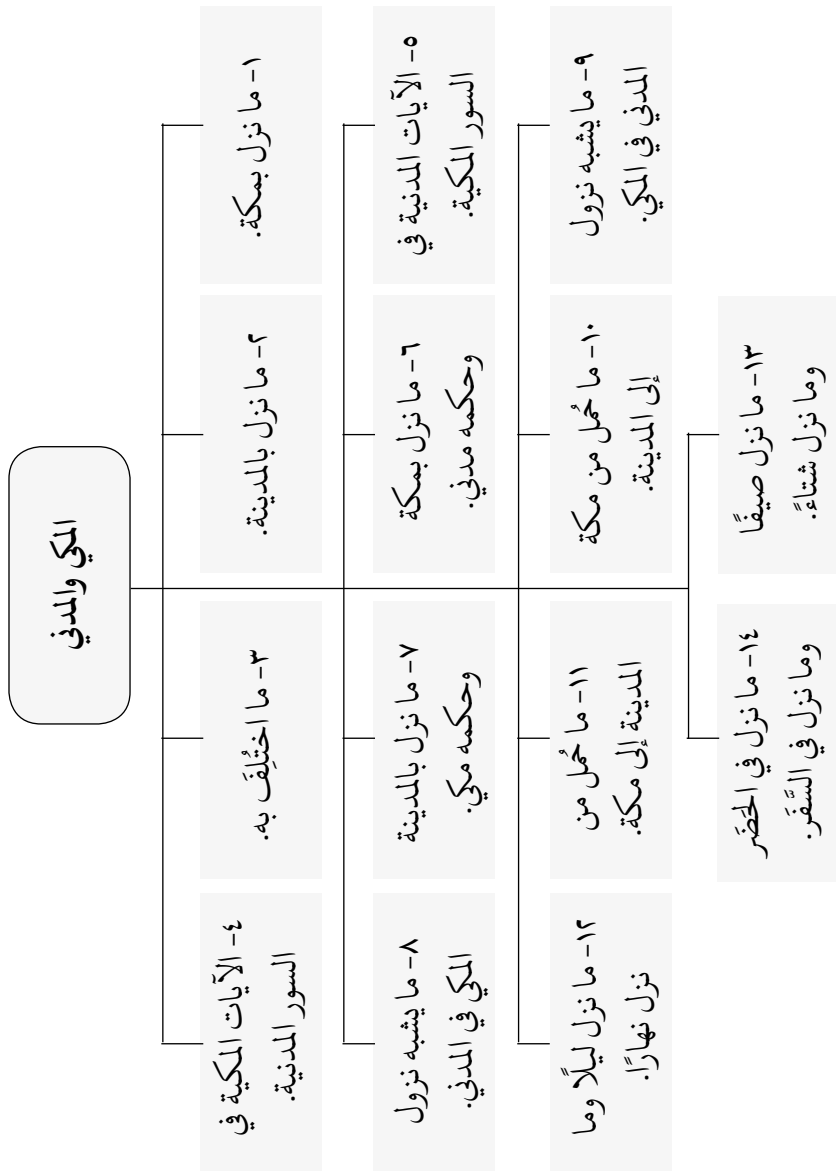 المكي والمدني
١- ما نزل بمكة.
٢- ما نزل بالمدينة.
٣- ما اختُلِفَ به.
٤- الآيات المكية في
السور المدنية.
٥- الآيات المدنية في
السور المكية.
٦- ما نزل بمكة
وحكمه مدني.
٧- ما نزل بالمدينة
وحكمه مكي.
٨- ما يشبه نزول
المكي في المدني.
٩- ما يشبه نزول
المدني في المكي.
١٠- ما حُمل من مكة
إلى المدينة.
١١- ما حُمل من
المدينة إلى مكة.
١٢- ما نزل ليلًا وما
نزل نهارًا.
١٣- ما نزل صيفًا
وما نزل شتاءً.
١٤- ما نزل في الحَضَر
وما نزل في السَّفَر.